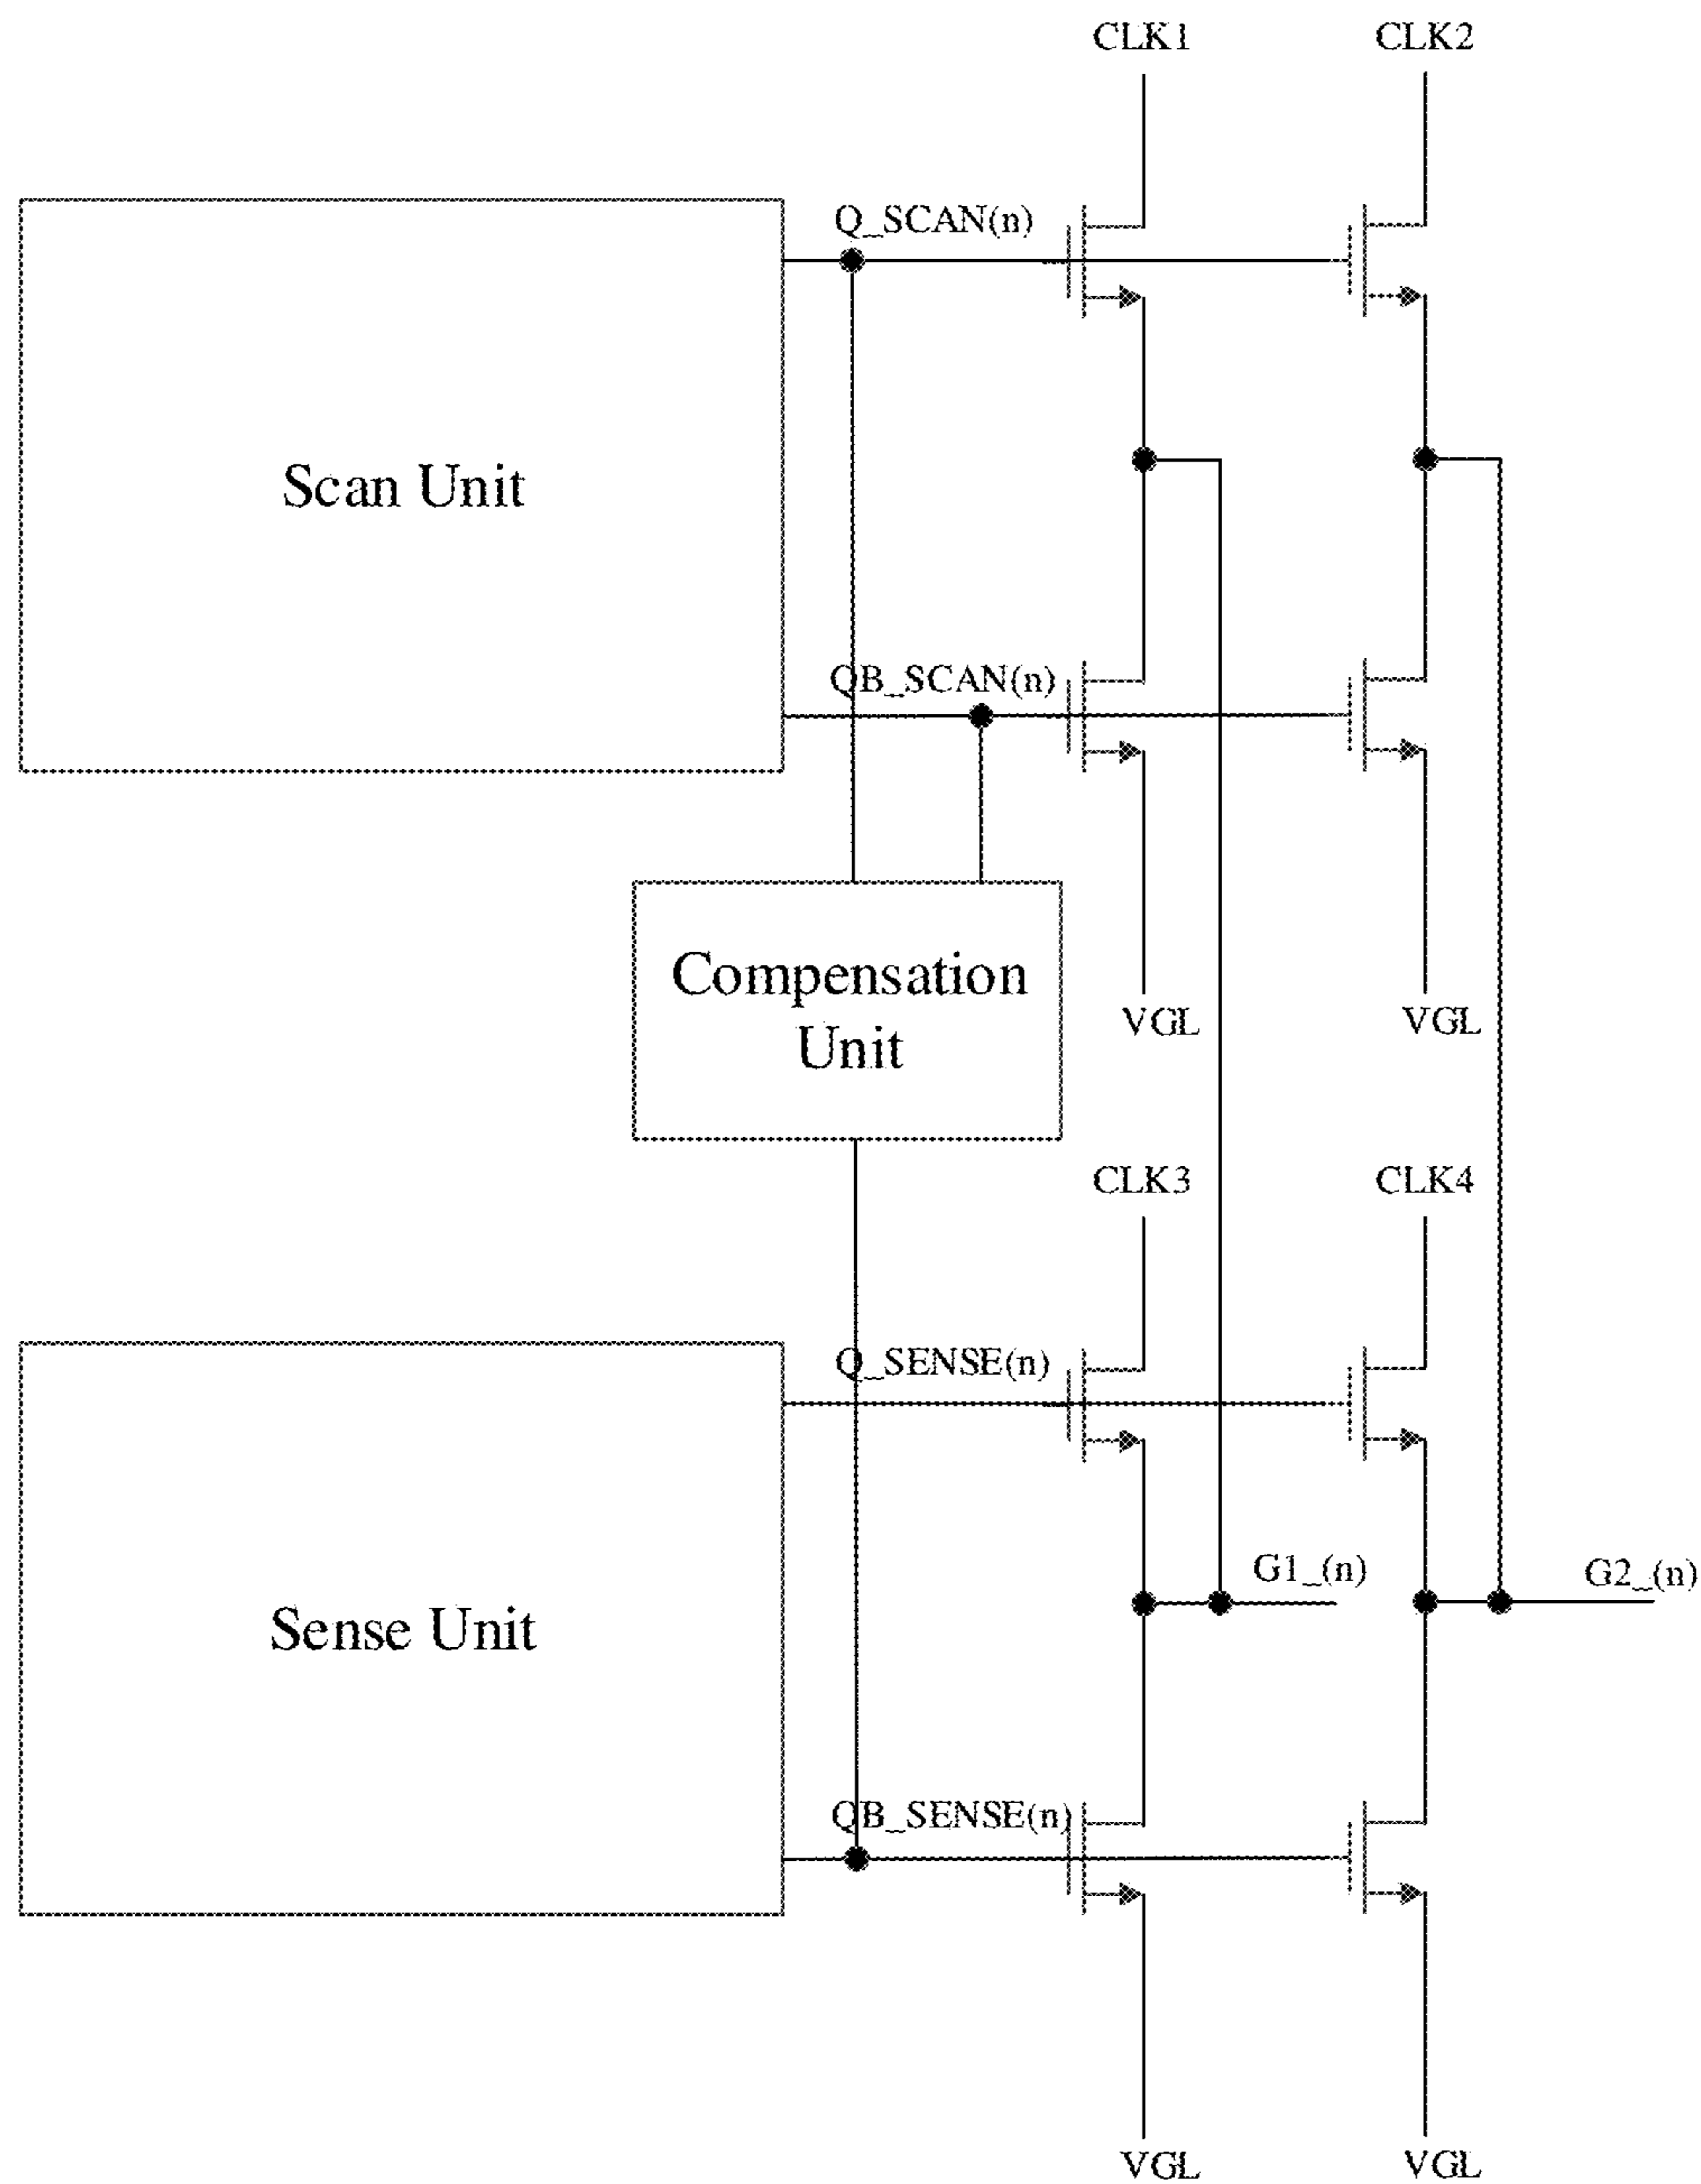 CLK1
CLK2
Q_SCAN(n)
Scan Unit
QB_SCAN(n)
Compensation
Unit
VGL
VGL
CLK3
CLK4
Q_SENSE(n)
G1_(n)
G2_(n)
Sense Unit
QB_SENSE(n)
VGL
VGL